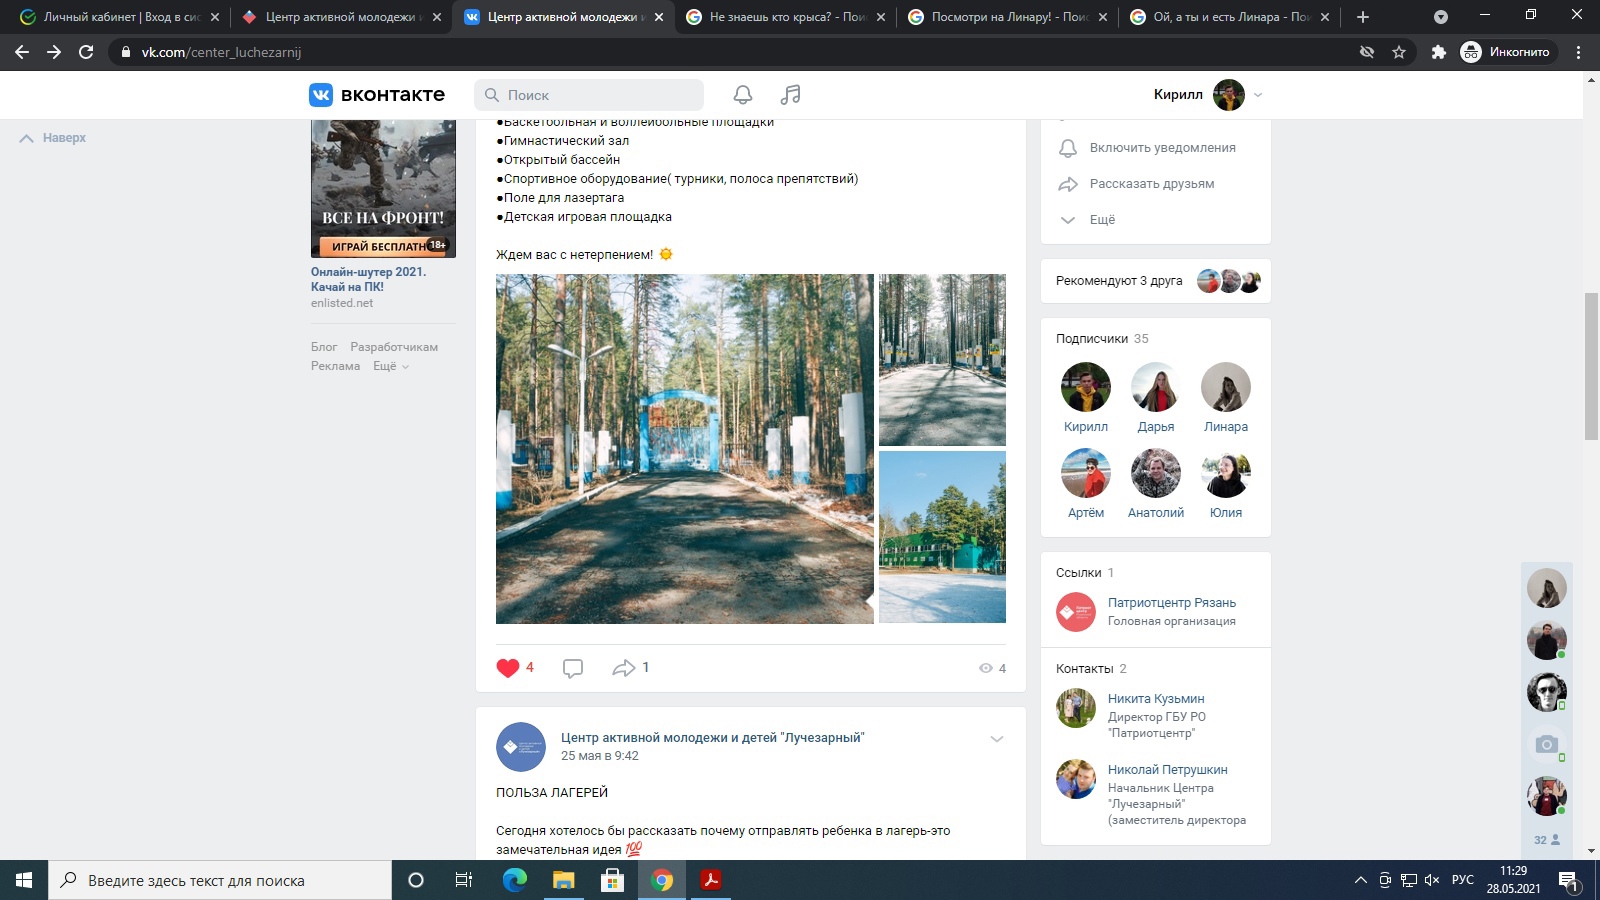 Личный кабинет | Вход в сис
Центр активной молодежи и
Центр активной молодежи и
Не знаешь кто крыса? - Пои
Посмотри на Линару! - Поис
Ой, а ты и есть Линара - Пои
vk.com/center_luchezarnij
Инкогнито
вконтакте
Поиск
Кирилл
Наверх
ВСЕ НА ФРОНТ!
ИГРАЙ БЕСПЛАТН
18+
Онлайн-шутер 2021.
Качай на ПК!
enlisted.net
Блог Разработчикам
Реклама Ещё
●Баскетбольная и волейбольные площадки
●Гимнастический зал
●Открытый бассейн
●Спортивное оборудование( турники, полоса препятствий)
●Поле для лазертага
●Детская игровая площадка
Ждем вас с нетерпением!
4
1
4
Центр активной молодежи и детей "Лучезарный"
25 мая в 9:42
ПОЛЬЗА ЛАГЕРЕЙ
Сегодня хотелось бы рассказать почему отправлять ребенка в лагерь-это
замечательная идея 💯
Включить уведомления
Рассказать друзьям
Ещё
Рекомендуют 3 друга
Подписчики 35
Кирилл Дарья Линара
Артём Анатолий Юлия
Ссылки 1
Патриотцентр Рязань
Головная организация
Контакты 2
Никита Кузьмин
Директор ГБУ РО
"Патриотцентр"
Николай Петрушкин
Начальник Центра
"Лучезарный"
(заместитель директора
32
Введите здесь текст для поиска
РУС
11:29
28.05.2021
1